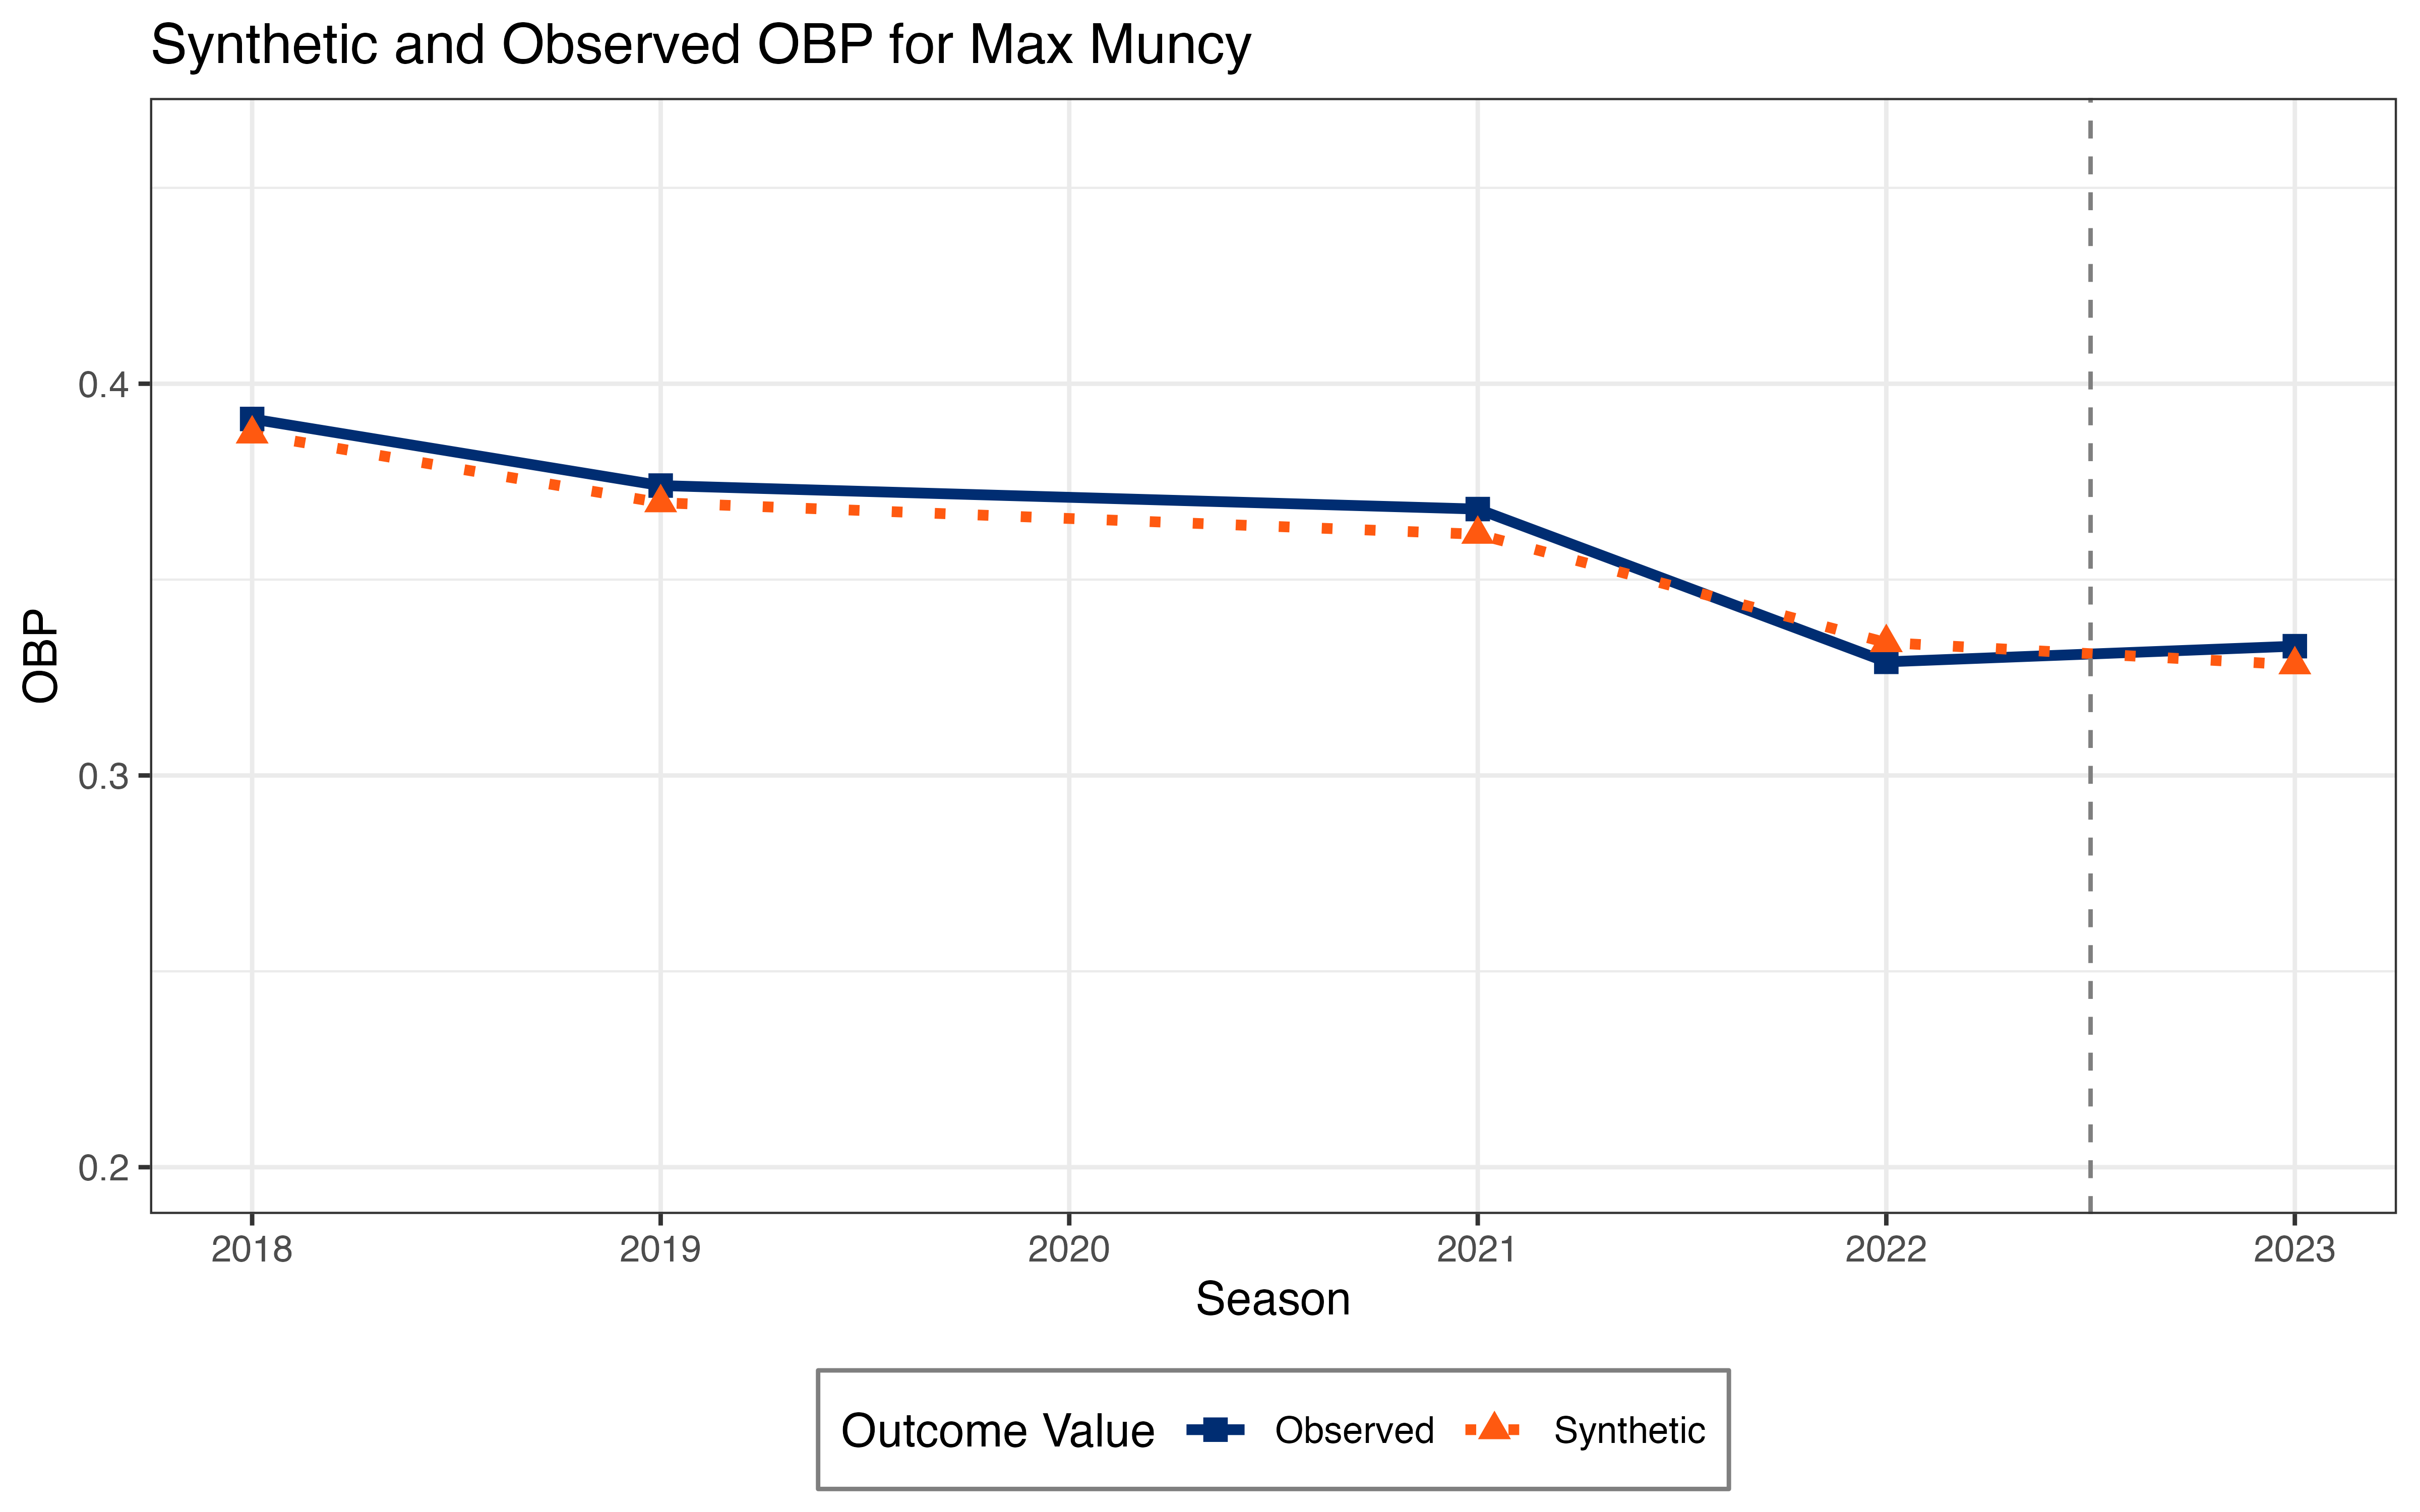 Synthetic and Observed OBP for Max Muncy
OBP
0.4
0.3
0.2
2018 2019 2020 2021 2022 2023
Season
Outcome Value Observed Synthetic